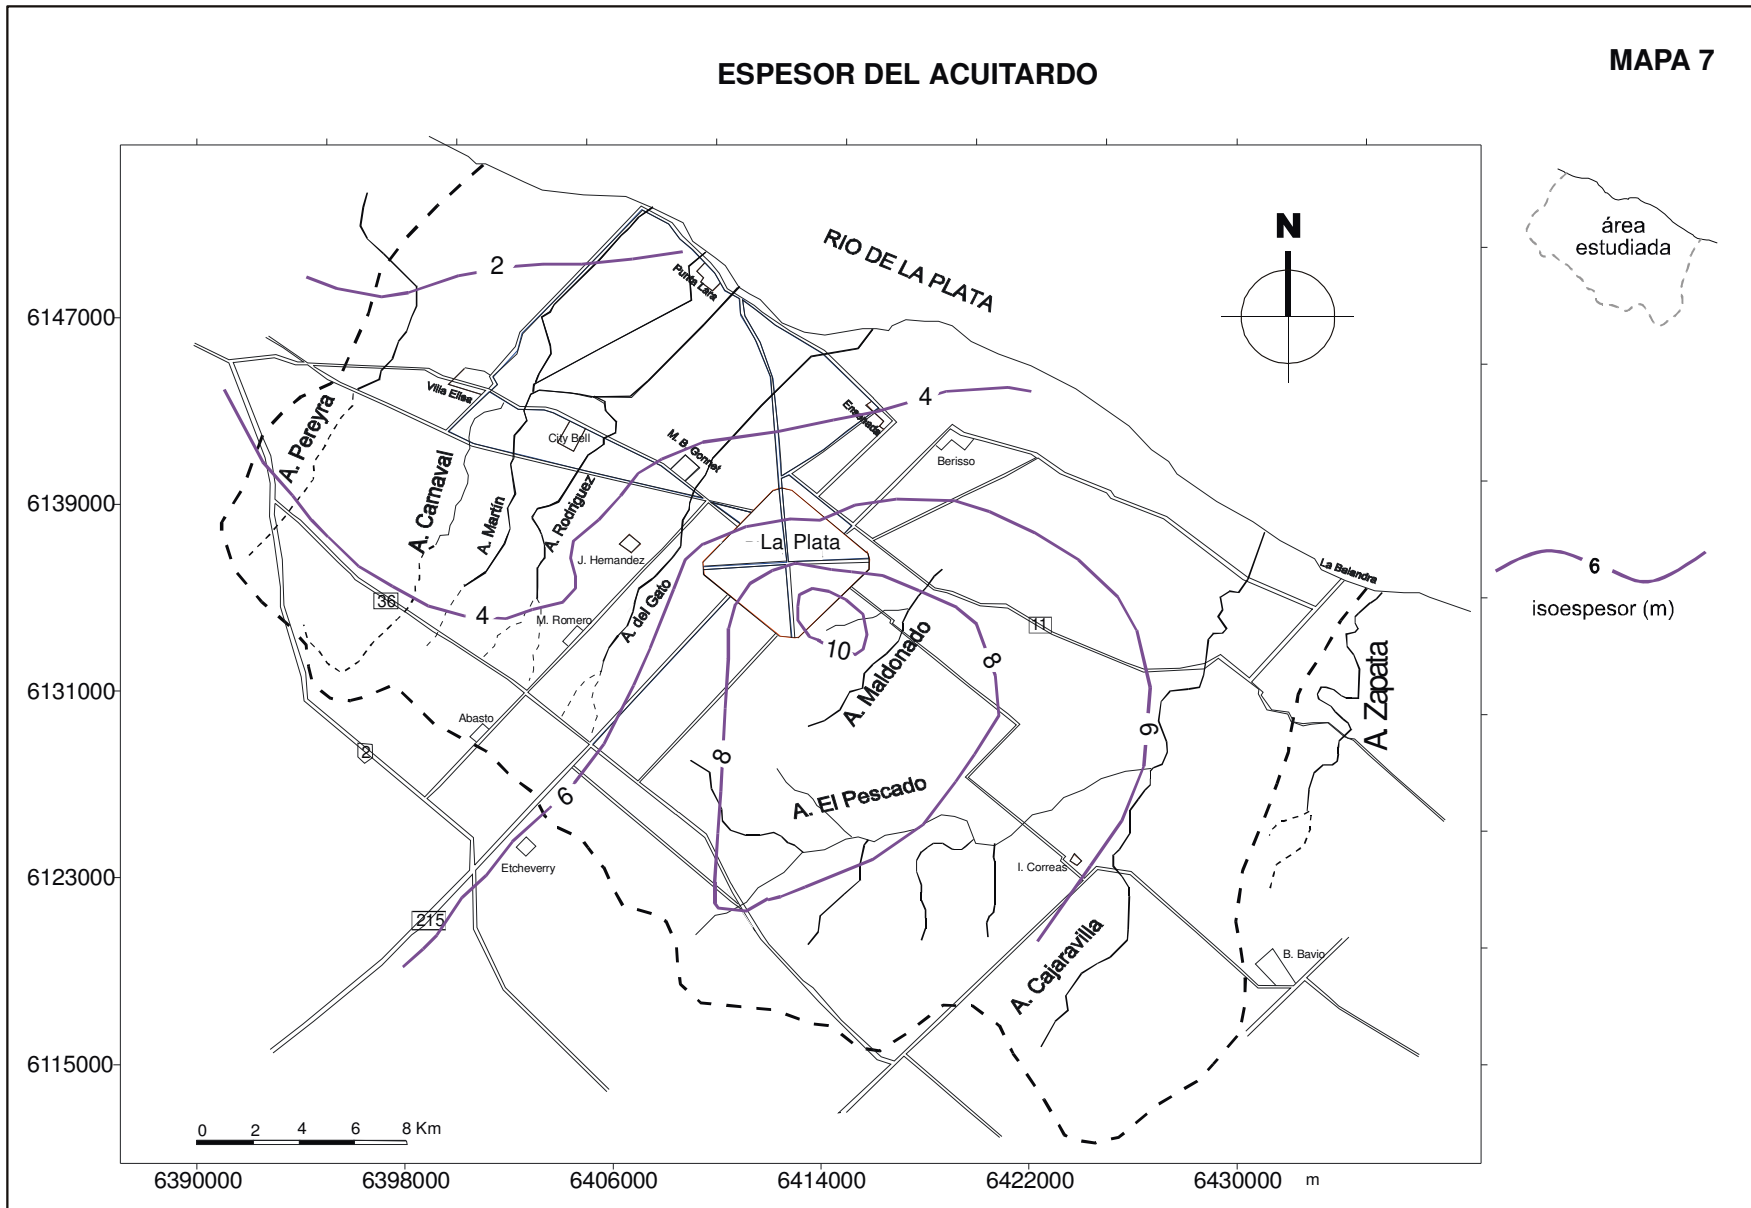 MAPA 7
ESPESOR DEL ACUITARDO
RIO DE LA PLATA
N
área
estudiada
2
Punta Lara
6147000
Villa Elisa
4
Ensenada
A. Pereyra
City Bell
M. B. Gonnet
Berisso
A. Carnaval
6139000
A. Martín
A. Rodriguez
La Plata
J. Hernandez
La Balandra
6
isoespesor (m)
36
4
M. Romero
A. del Gato
10
A. Maldonado
11
8
6131000
A. Zapata
Abasto
2
8
6
6
A. El Pescado
Etcheverry
I. Correas
6123000
215
A. Cajaravilla
B. Bavio
6115000
0 2 4 6 8 Km
6390000 6398000 6406000 6414000 6422000 6430000 m